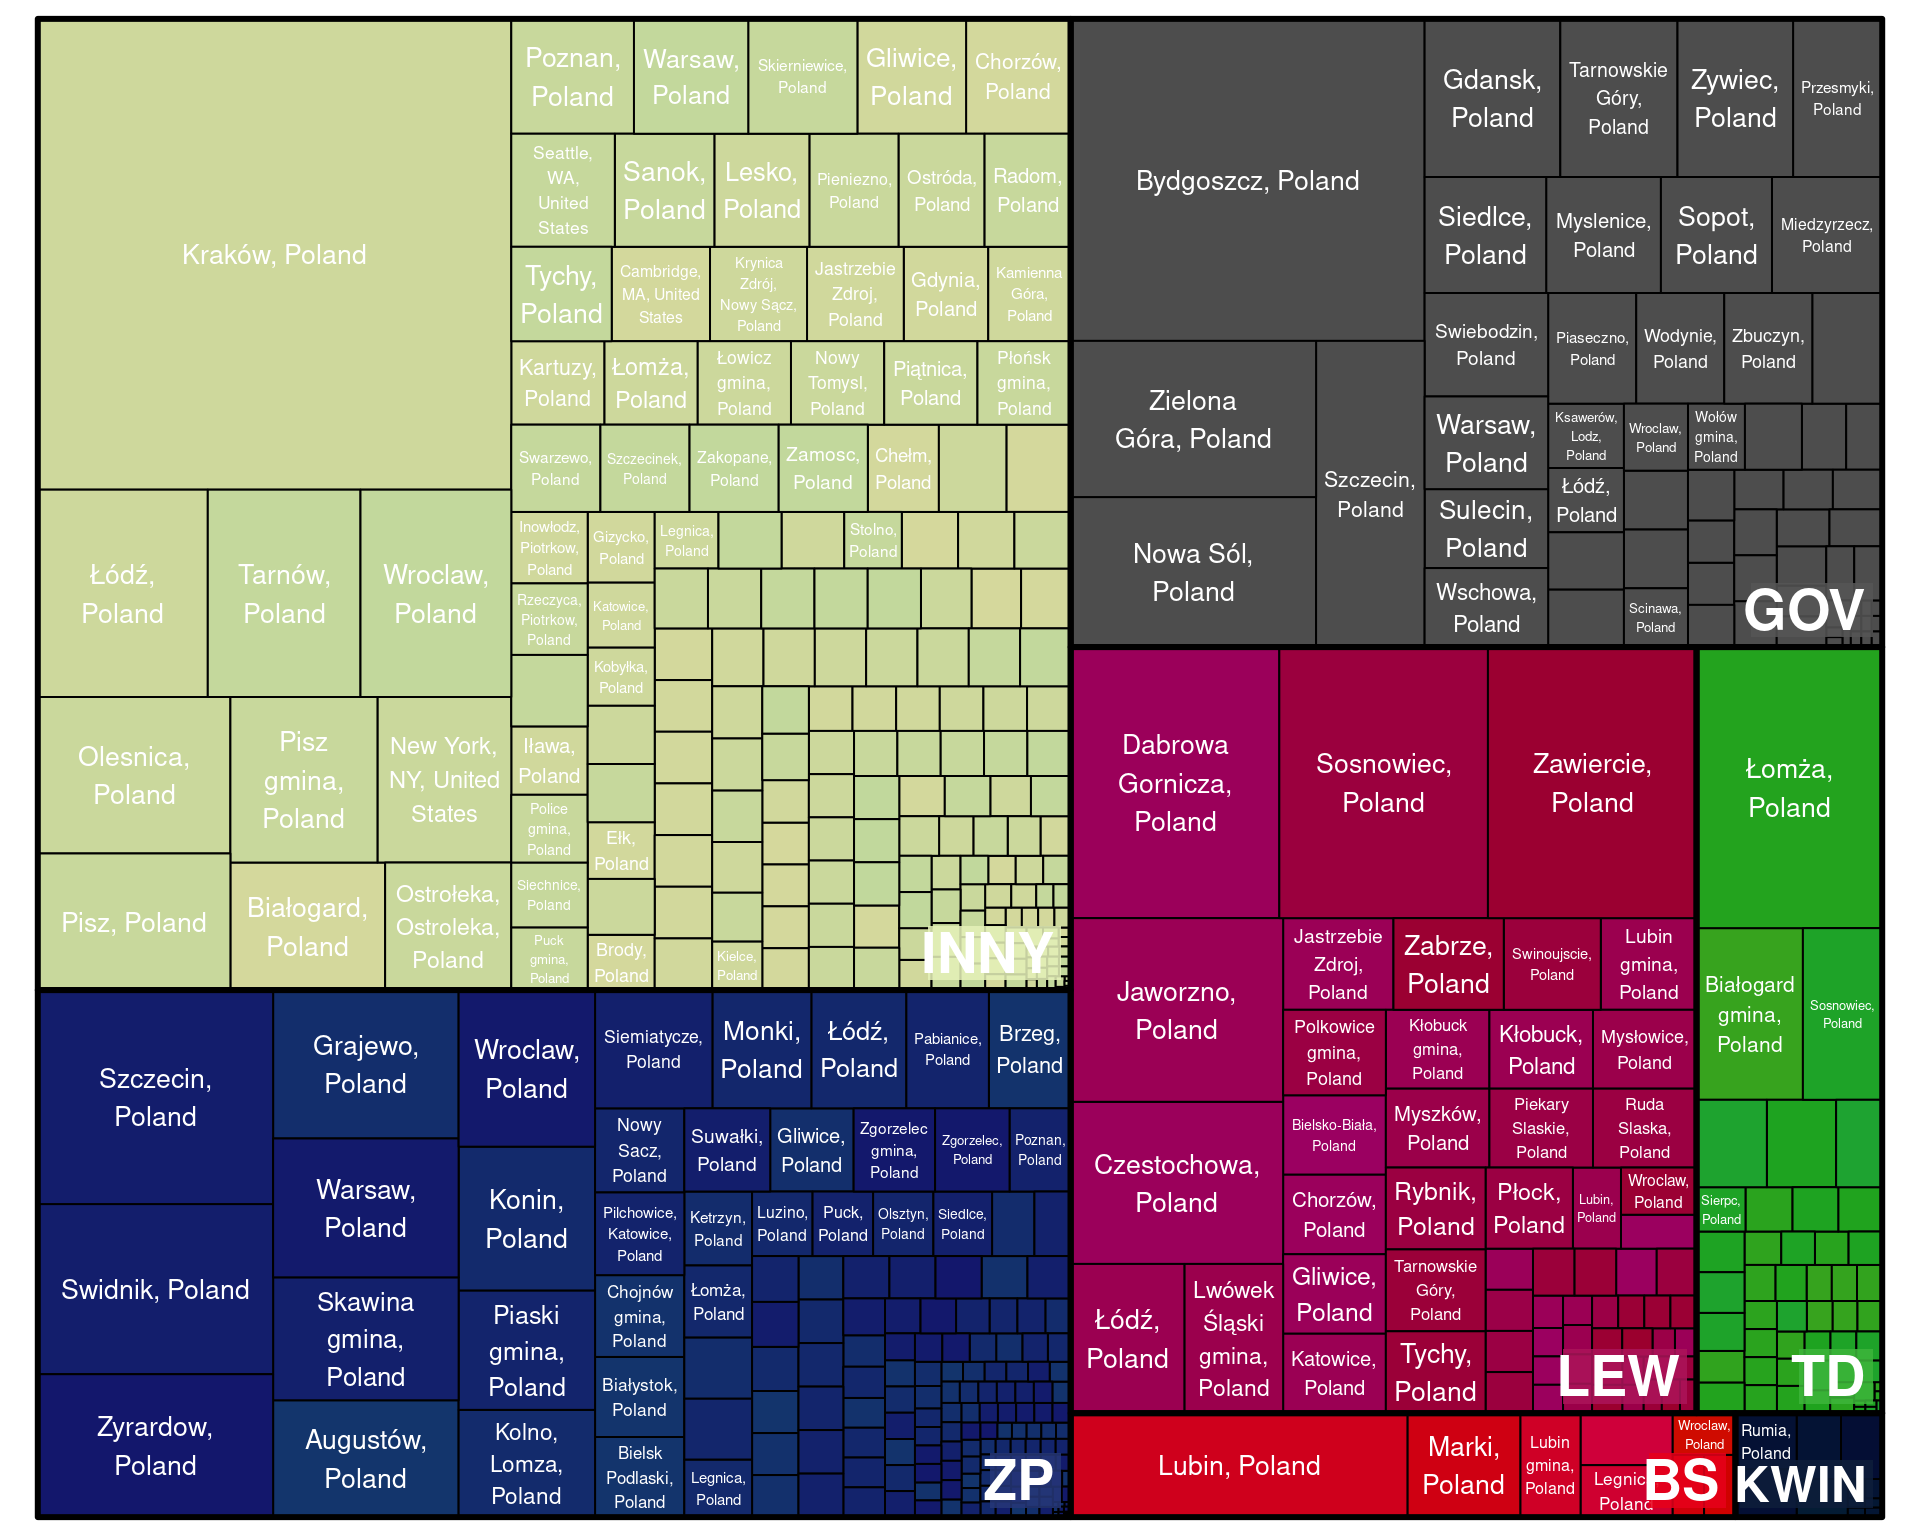 Kraków, Poland
Poznan,
Poland
Warsaw,
Poland
Skierniewice,
Poland
Gliwice,
Poland
Chorzów,
Poland
Seattle,
WA,
United
States
Sanok,
Poland
Lesko,
Poland
Pieniezno,
Poland
Ostróda,
Poland
Radom,
Poland
Tychy,
Poland
Cambridge,
MA, United
States
Krynica
Zdrój,
Nowy Sącz,
Poland
Jastrzebie
Zdroj,
Poland
Gdynia,
Poland
Kamienna
Góra,
Poland
Kartuzy,
Poland
Łomża,
Poland
Łowicz
gmina,
Poland
Nowy
Tomysl,
Poland
Piątnica,
Poland
Płońsk
gmina,
Poland
Swarzewo,
Poland
Szczecinek,
Poland
Zakopane,
Poland
Zamosc,
Poland
Chełm,
Poland
Łódź,
Poland
Tarnów,
Poland
Wroclaw,
Poland
Inowłodz,
Piotrkow,
Poland
Gizycko,
Poland
Legnica,
Poland
Stolno,
Poland
Rzeczyca,
Piotrkow,
Poland
Katowice,
Poland
Kobyłka,
Poland
Olesnica,
Poland
Pisz
gmina,
Poland
New York,
NY, United
States
Iława,
Poland
Police
gmina,
Poland
Ełk,
Poland
Pisz, Poland
Białogard,
Poland
Ostrołeka,
Ostroleka,
Poland
Siechnice,
Poland
Puck
gmina,
Poland
Brody,
Poland
Kielce,
Poland
INNY
Bydgoszcz, Poland
Gdansk,
Poland
Tarnowskie
Góry,
Poland
Zywiec,
Poland
Przesmyki,
Poland
Siedlce,
Poland
Myslenice,
Poland
Sopot,
Poland
Miedzyrzecz,
Poland
Swiebodzin,
Poland
Piaseczno,
Poland
Wodynie,
Poland
Zbuczyn,
Poland
Zielona
Góra, Poland
Szczecin,
Poland
Nowa Sól,
Poland
Warsaw,
Poland
Ksawerów,
Lodz,
Poland
Wroclaw,
Poland
Wołów
gmina,
Poland
Łódź,
Poland
Sulecin,
Poland
Wschowa,
Poland
Scinawa,
Poland
GOV
Dabrowa
Gornicza,
Poland
Sosnowiec,
Poland
Zawiercie,
Poland
Jaworzno,
Poland
Jastrzebie
Zdroj,
Poland
Zabrze,
Poland
Swinoujscie,
Poland
Lubin
gmina,
Poland
Polkowice
gmina,
Poland
Kłobuck
gmina,
Poland
Kłobuck,
Poland
Mysłowice,
Poland
Czestochowa,
Poland
Bielsko-Biała,
Poland
Myszków,
Poland
Piekary
Slaskie,
Poland
Ruda
Slaska,
Poland
Chorzów,
Poland
Rybnik,
Poland
Płock,
Poland
Lubin,
Poland
Wroclaw,
Poland
Łódź,
Poland
Lwówek
Śląski
gmina,
Poland
Gliwice,
Poland
Tarnowskie
Góry,
Poland
Katowice,
Poland
Tychy,
Poland
LEW
Łomża,
Poland
Białogard
gmina,
Poland
Sosnowiec,
Poland
Sierpc,
Poland
TD
Szczecin,
Poland
Grajewo,
Poland
Wroclaw,
Poland
Siemiatycze,
Poland
Monki,
Poland
Łódź,
Poland
Pabianice,
Poland
Brzeg,
Poland
Nowy
Sacz,
Poland
Suwałki,
Poland
Gliwice,
Poland
Zgorzelec
gmina,
Poland
Zgorzelec,
Poland
Poznan,
Poland
Swidnik, Poland
Warsaw,
Poland
Konin,
Poland
Pilchowice,
Katowice,
Poland
Ketrzyn,
Poland
Luzino,
Poland
Puck,
Poland
Olsztyn,
Poland
Siedlce,
Poland
Skawina
gmina,
Poland
Piaski
gmina,
Poland
Chojnów
gmina,
Poland
Łomża,
Poland
Zyrardow,
Poland
Augustów,
Poland
Kolno,
Lomza,
Poland
Białystok,
Poland
Bielsk
Podlaski,
Poland
Legnica,
Poland
ZP
Lubin, Poland
Marki,
Poland
Lubin
gmina,
Poland
Wroclaw,
Poland
BS
Rumia,
Poland
KWIN